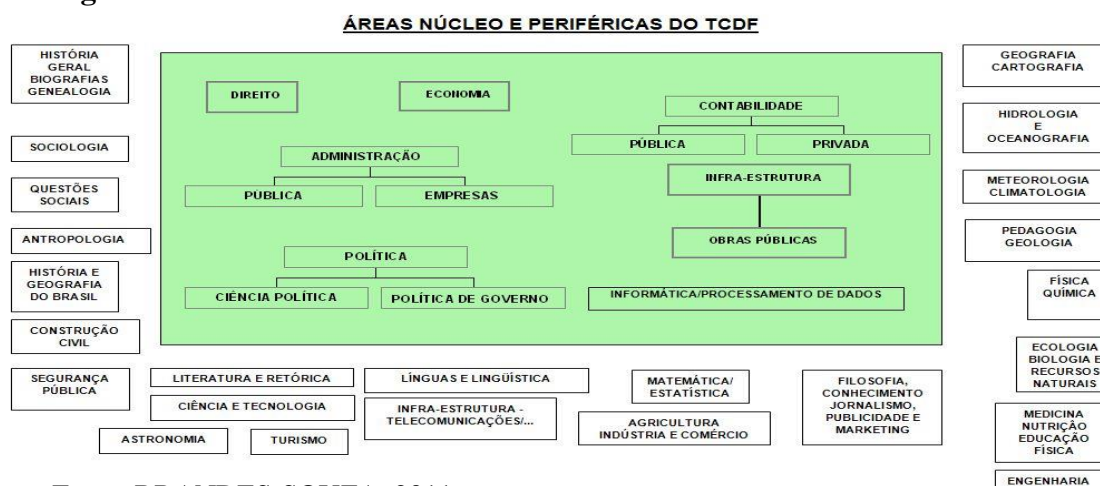 ÁREAS NÚCLEO E PERIFÉRICAS DO TCDF
HISTÓRIA
GERAL
BIOGRAFIAS
GENEALOGIA
SOCIOLOGIA
QUESTÕES
SOCIAIS
ANTROPOLOGIA
HISTÓRIA E
GEOGRAFIA
DO BRASIL
CONSTRUÇÃO
CIVIL
SEGURANÇA
PÚBLICA
DIREITO
ECONOMIA
CONTABILIDADE
PÚBLICA
PRIVADA
ADMINISTRAÇÃO
PÚBLICA
EMPRESAS
INFRA-ESTRUTURA
OBRAS PÚBLICAS
POLÍTICA
CIÊNCIA POLÍTICA
POLÍTICA DE GOVERNO
INFORMÁTICA/PROCESSAMENTO DE DADOS
GEOGRAFIA
CARTOGRAFIA
HIDROLOGIA
E
OCEANOGRAFIA
METEOROLOGIA
CLIMATOLOGIA
PEDAGOGIA
GEOLOGIA
FÍSICA
QUÍMICA
ECOLOGIA
BIOLOGIA E
RECURSOS
NATURAIS
MEDICINA
NUTRIÇÃO
EDUCAÇÃO
FÍSICA
ENGENHARIA
LITERATURA E RETÓRICA
CIÊNCIA E TECNOLOGIA
ASTRONOMIA
TURISMO
LÍNGUAS E LINGÜÍSTICA
INFRA-ESTRUTURA -
TELECOMUNICAÇÕES/...
MATEMÁTICA/
ESTATÍSTICA
AGRICULTURA
INDÚSTRIA E COMÉRCIO
FILOSOFIA,
CONHECIMENTO
JORNALISMO,
PUBLICIDADE E
MARKETING